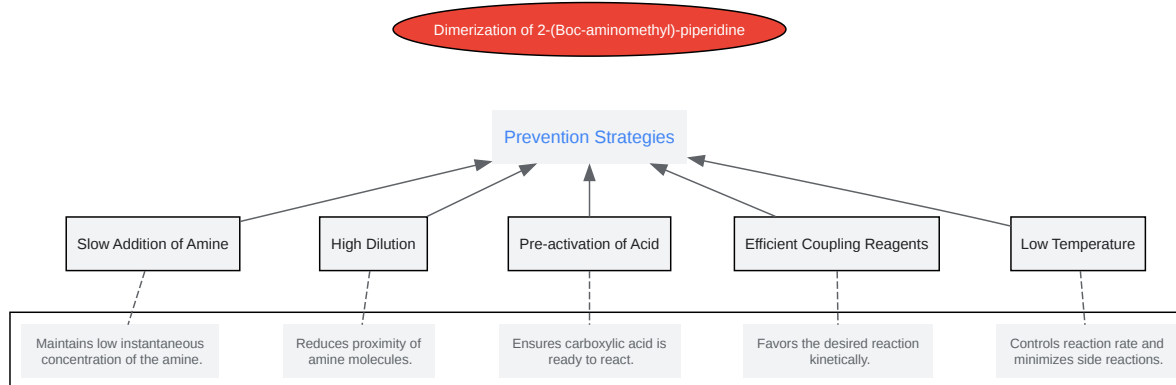 Dimerization of 2-(Boc-aminomethyl)-piperidine
Prevention Strategies
Slow Addition of Amine
High Dilution
Pre-activation of Acid
Efficient Coupling Reagents
Low Temperature
Maintains low instantaneous
concentration of the amine.
Reduces proximity of
amine molecules.
Ensures carboxylic acid is
ready to react.
Favors the desired reaction
kinetically.
Controls reaction rate and
minimizes side reactions.